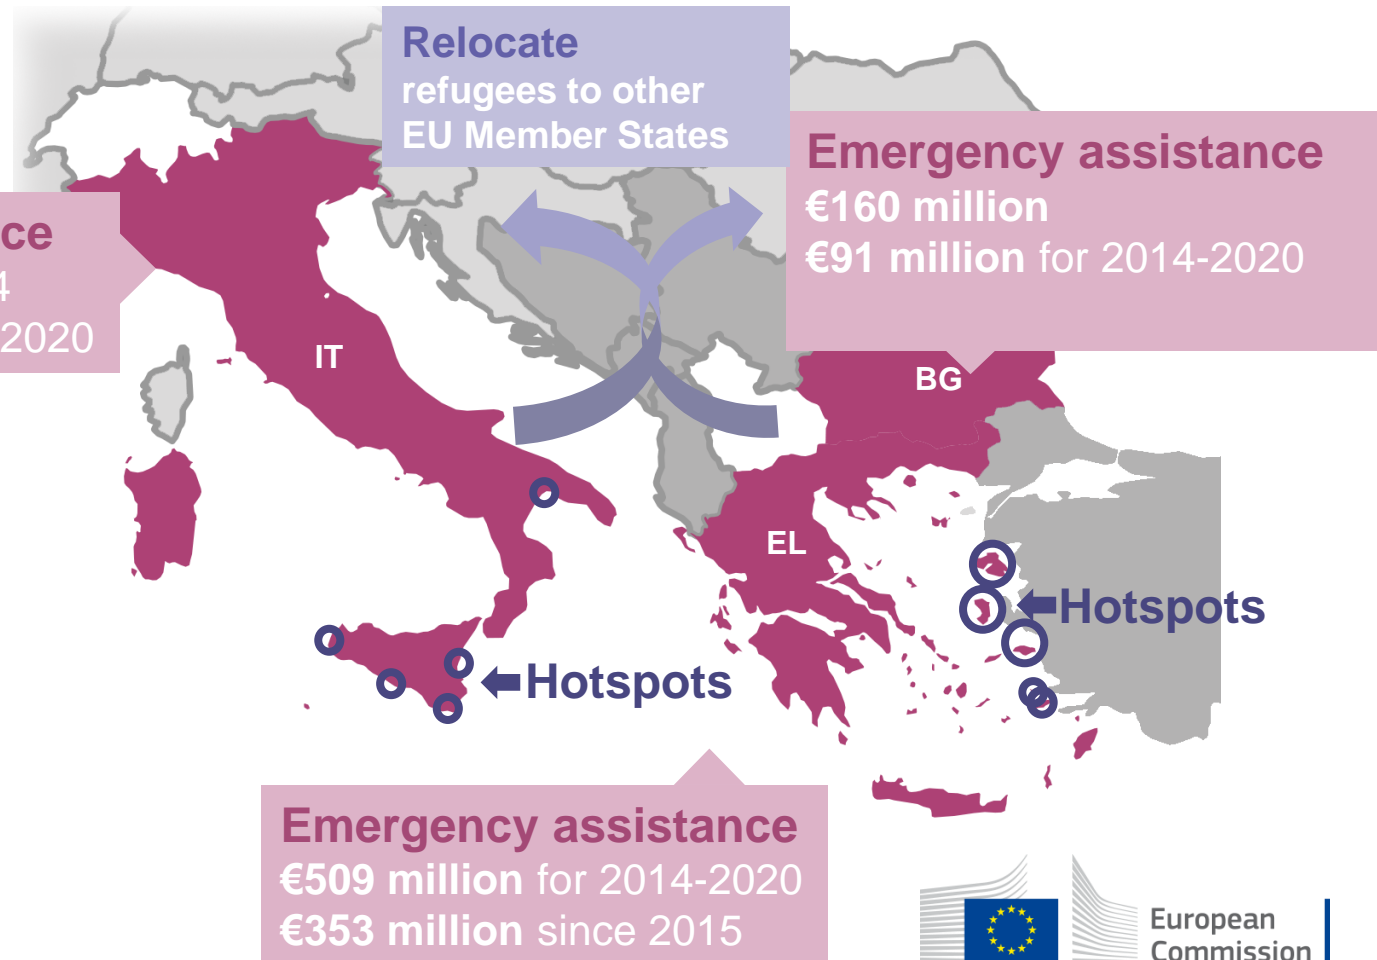 Relocate
refugees to other
EU Member States
Emergency assistance
€160 million
€91 million for 2014-2020
ce
4
2020
IT
BG
EL
Hotspots
Hotspots
Emergency assistance
€509 million for 2014-2020
€353 million since 2015
European
Commission